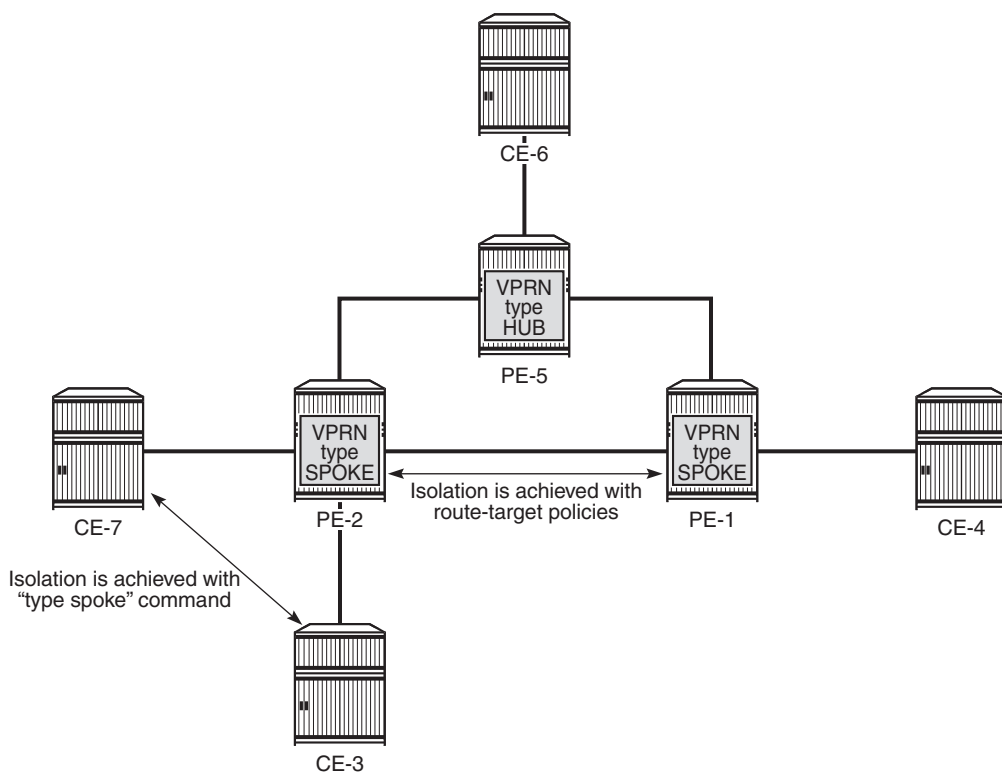 CE-6
VPRN
type
HUB
PE-5
VPRN
type
SPOKE
VPRN
type
SPOKE
Isolation is achieved with
route-target policies
CE-7
PE-2
PE-1
CE-4
Isolation is achieved with
“type spoke” command
CE-3